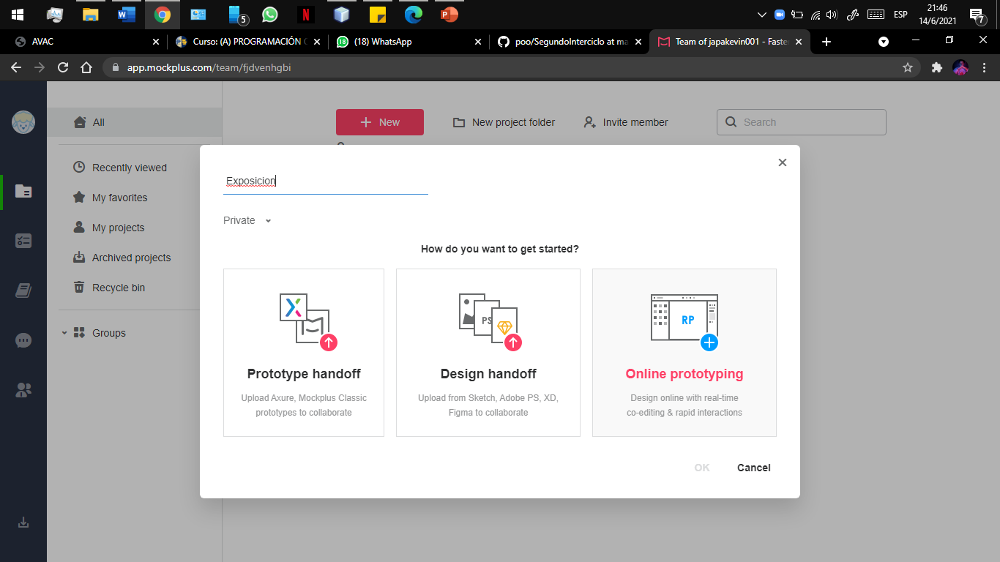 5
ESP
21:46
14/6/2021
7
AVAC
Curso: (A) PROGRAMACIÓN
18
(18) WhatsApp
poo/SegundoInterciclo at ma
Team of japakevin001 - Faste
app.mockplus.com/team/fjdvenhgbi
All
New
New project folder
Invite member
Search
Recently viewed
My favorites
My projects
Archived projects
Recycle bin
Groups
Exposicion
Private
How do you want to get started?
PS
RP
Prototype handoff
Upload Axure, Mockplus Classic
prototypes to collaborate
Design handoff
Upload from Sketch, Adobe PS, XD,
Figma to collaborate
Online prototyping
Design online with real-time
co-editing & rapid interactions
OK
Cancel